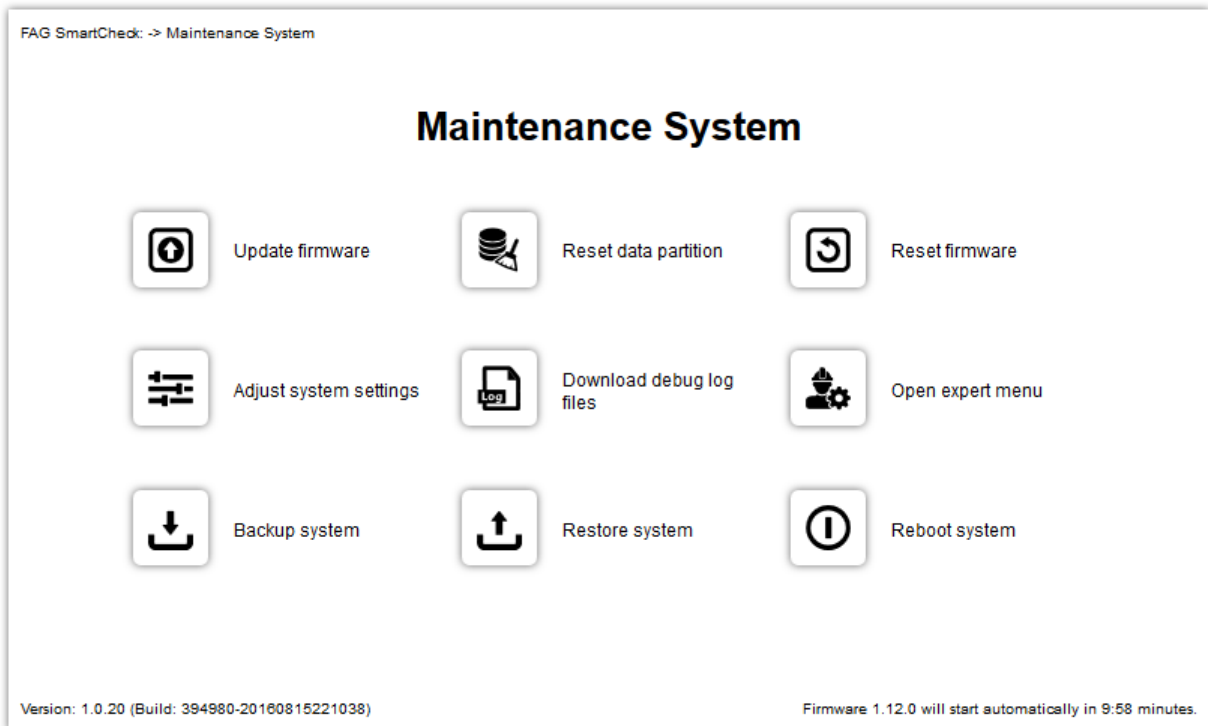 FAG SmartCheck: -> Maintenance System
Maintenance System
Update firmware
Reset data partition
Reset firmware
Adjust system settings
Log
Download debug log
files
Open expert menu
Backup system
Restore system
Reboot system
Version: 1.0.20 (Build: 394980-20160815221038)
Firmware 1.12.0 will start automatically in 9:58 minutes.